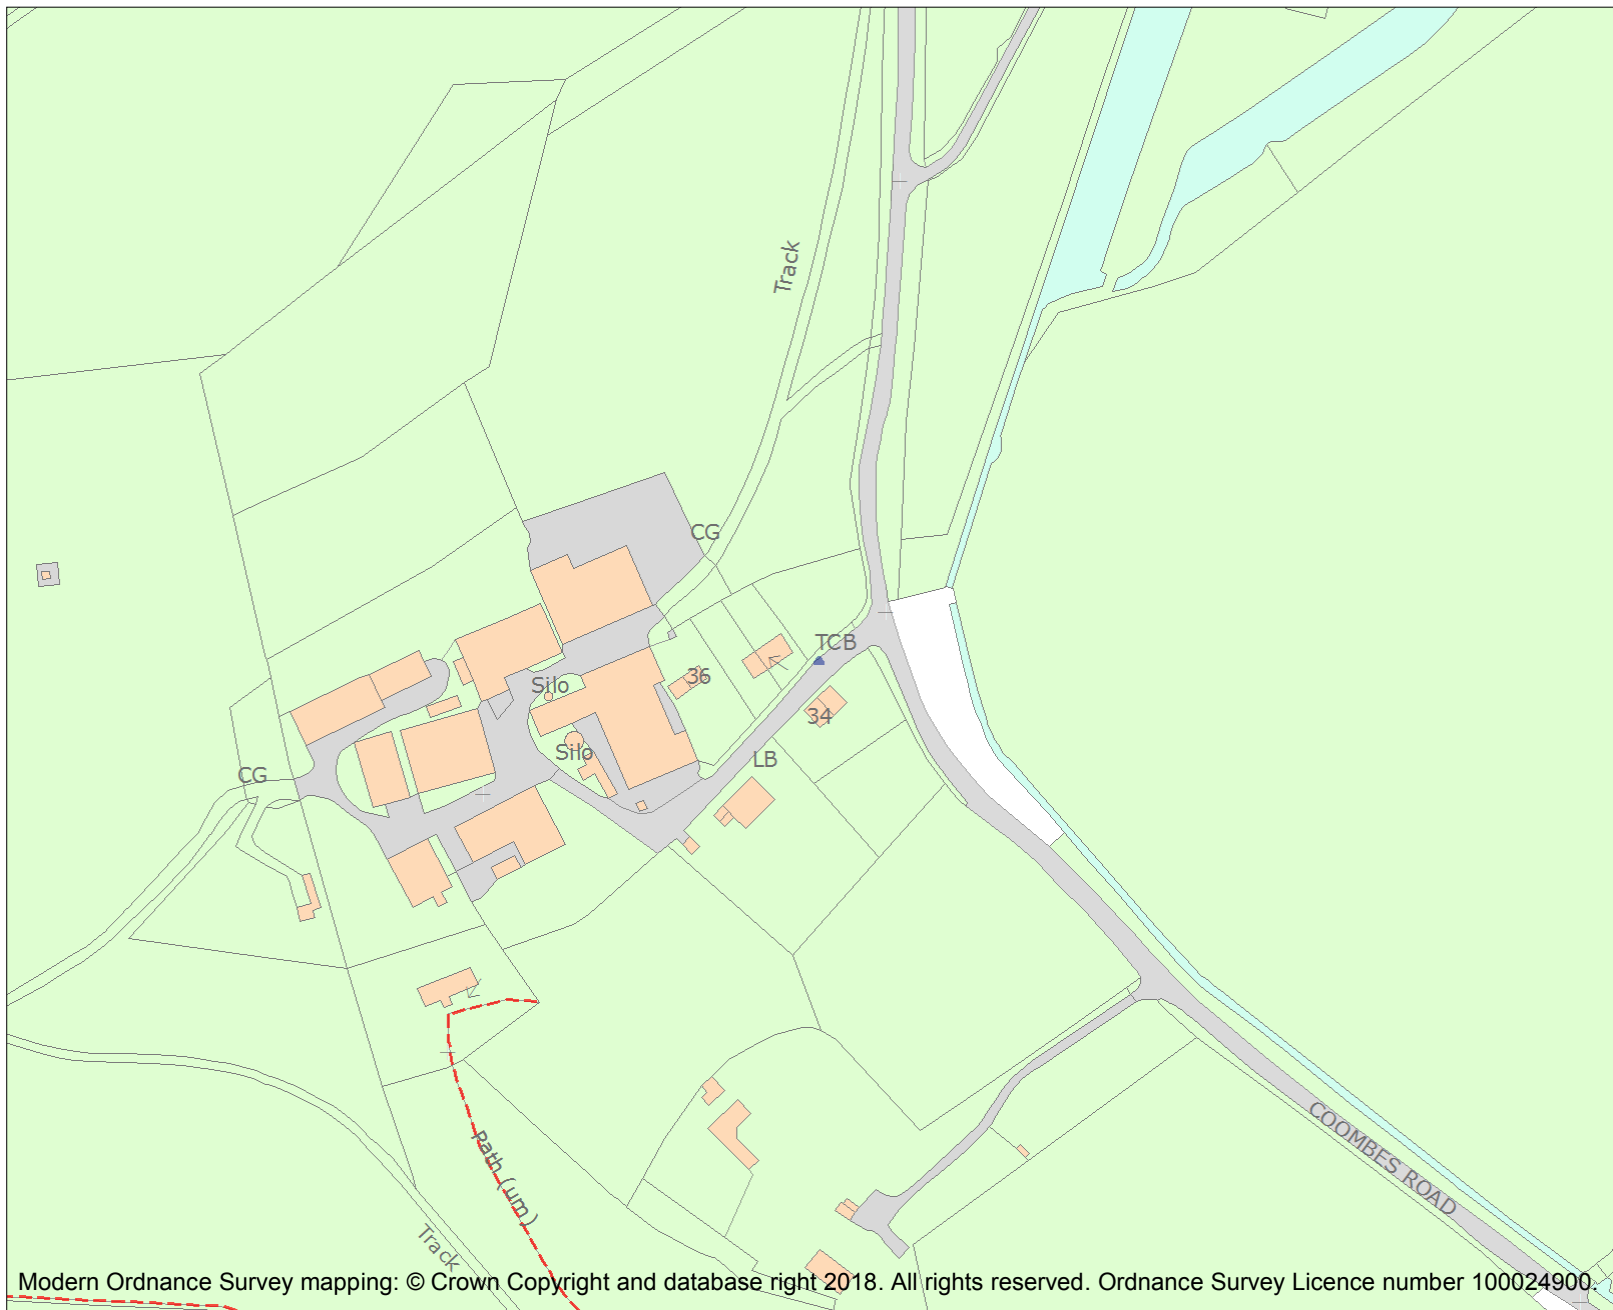 Track
CG
TCB
36
Silo
34
Silo
LB
CG
COOMBES ROAD
Path (um)
Track
Modern Ordnance Survey mapping: © Crown Copyright and database right 2018. All rights reserved. Ordnance Survey Licence number 100024900.